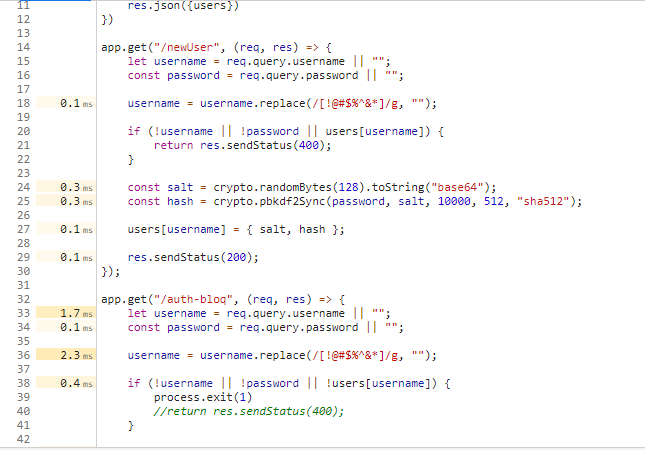 11 res.json({users})
12 })
13
14 app.get("/newUser", (req, res) => {
15 let username = req.query.username || "";
16 const password = req.query.password || "";
17
18 0.1 ms username = username.replace(/[!@#$%^&*]/g, "");
19
20 if (!username || !password || users[username]) {
21 return res.sendStatus(400);
22 }
23
24 0.3 ms const salt = crypto.randomBytes(128).toString("base64");
25 0.3 ms const hash = crypto.pbkdf2Sync(password, salt, 10000, 512, "sha512");
26
27 0.1 ms users[username] = { salt, hash };
28
29 0.1 ms res.sendStatus(200);
30 });
31
32 app.get("/auth-bloq", (req, res) => {
33 1.7 ms let username = req.query.username || "";
34 0.1 ms const password = req.query.password || "";
35
36 2.3 ms username = username.replace(/[!@#$%^&*]/g, "");
37
38 0.4 ms if (!username || !password || !users[username]) {
39 process.exit(1)
40 //return res.sendStatus(400);
41 }
42